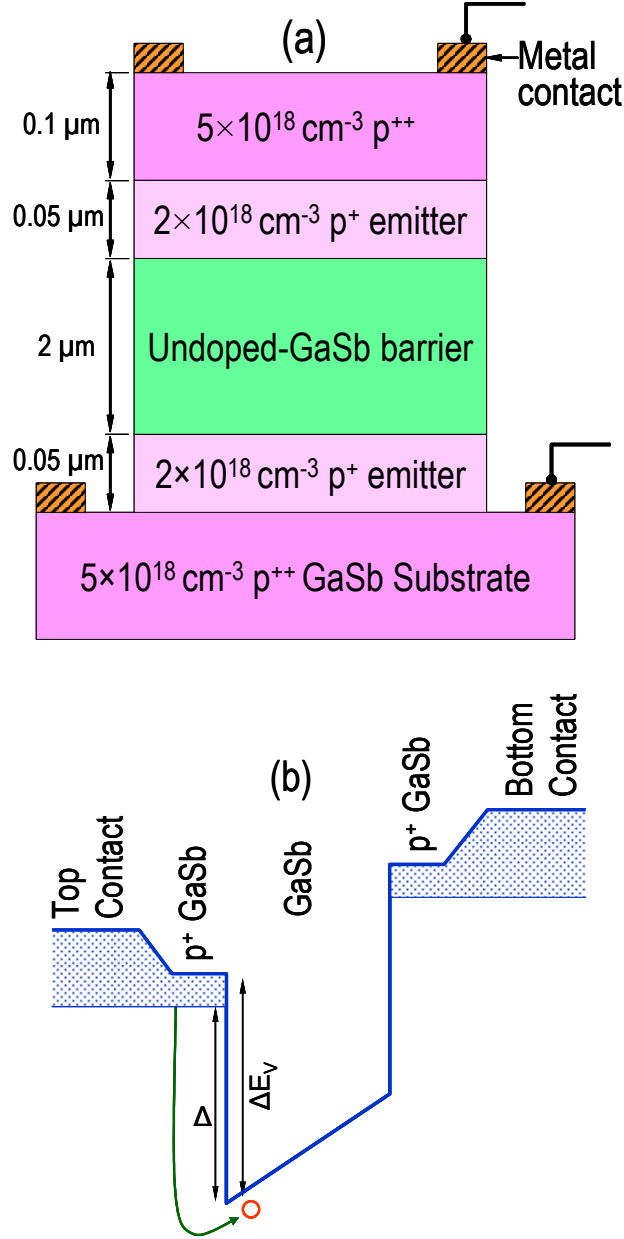 (a)
Metal
contact
0.1 µm
5×10¹⁸ cm⁻³ p⁺⁺
0.05 µm
2×10¹⁸ cm⁻³ p⁺ emitter
2 µm
Undoped-GaSb barrier
0.05 µm
2×10¹⁸ cm⁻³ p⁺ emitter
5×10¹⁸ cm⁻³ p⁺⁺ GaSb Substrate
(b)
Top
Contact
p⁺ GaSb
GaSb
p⁺ GaSb
Bottom
Contact
Δ
ΔEᵥ